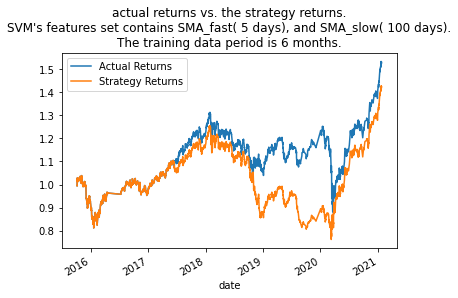 actual returns vs. the strategy returns.
SVM's features set contains SMA_fast( 5 days), and SMA_slow( 100 days).
The training data period is 6 months.
Actual Returns
Strategy Returns
1.5
1.4
1.3
1.2
1.1
1.0
0.9
0.8
2016
2017
2018
2019
2020
2021
date